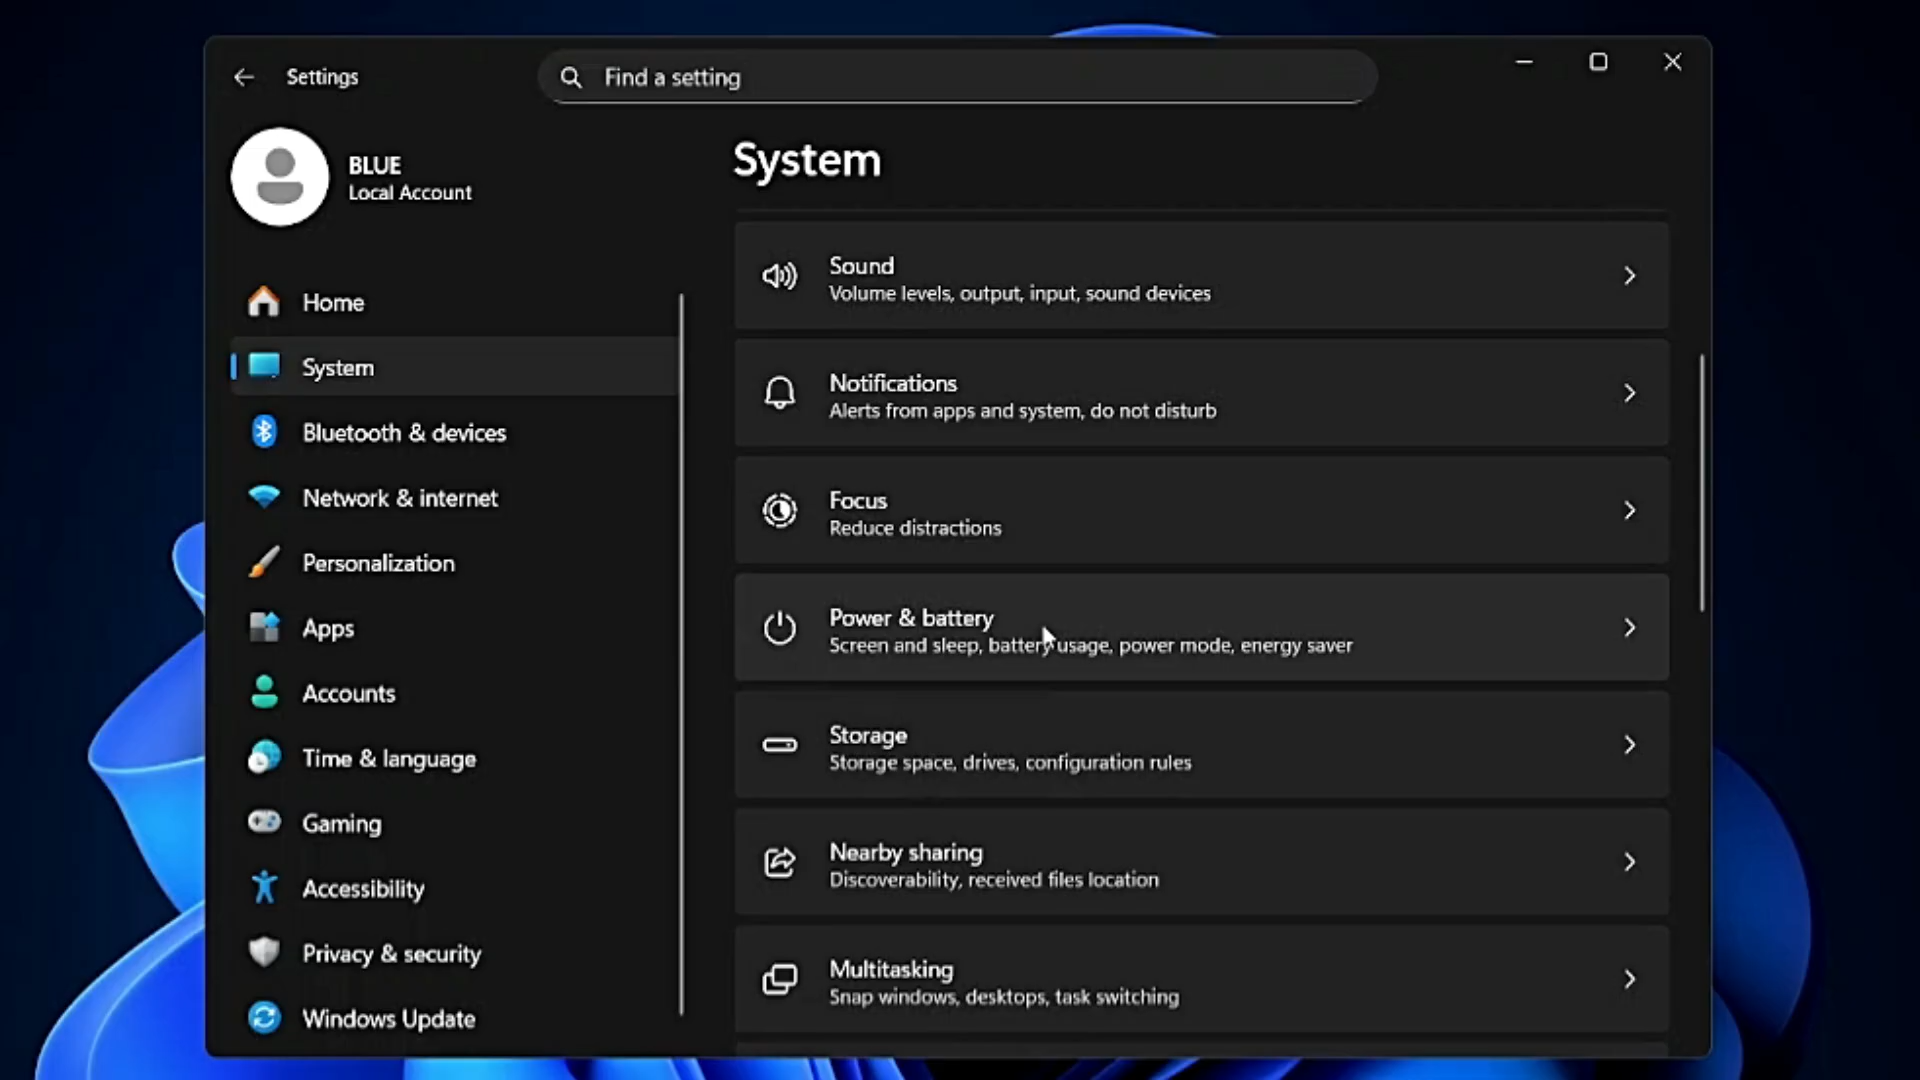 Settings
Find a setting
BLUE
Local Account
Home
System
Bluetooth & devices
Network & internet
Personalization
Apps
Accounts
Time & language
Gaming
Accessibility
Privacy & security
Windows Update
System
Sound
Volume levels, output, input, sound devices
Notifications
Alerts from apps and system, do not disturb
Focus
Reduce distractions
Power & battery
Screen and sleep, battery usage, power mode, energy saver
Storage
Storage space, drives, configuration rules
Nearby sharing
Discoverability, received files location
Multitasking
Snap windows, desktops, task switching